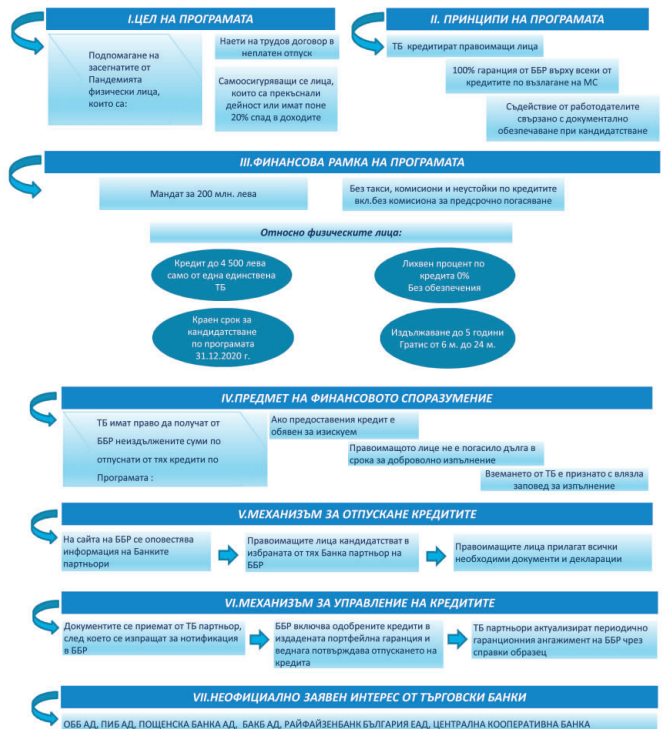 I.ЦЕЛ НА ПРОГРАМАТА
Подпомагане на
засегнатите от
Пандемията
физически лица,
които са:
Наети на трудов договор в
неплатен отпуск
Самоосигуряващи се лица,
които са прекъснали
дейност или имат поне
20% спад в доходите
II. ПРИНЦИПИ НА ПРОГРАМАТА
ТБ кредитират правоимащи лица
100% гаранция от ББР върху всеки от
кредитите по възлагане на МС
Съдействие от работодателите
свързано с документално
обезпечаване при кандидатстване
III.ФИНАНСОВА РАМКА НА ПРОГРАМАТА
Мандат за 200 млн. лева
Без такси, комисиони и неустойки по кредитите
вкл.без комисиона за предсрочно погасяване
Относно физическите лица:
Кредит до 4 500 лева
само от една единствена
ТБ
Лихвен процент по
кредита 0%
Без обезпечения
Краен срок за
кандидатстване
по програмата
31.12.2020 г.
Издължаване до 5 години
Гратис от 6 м. до 24 м.
IV.ПРЕДМЕТ НА ФИНАНСОВОТО СПОРАЗУМЕНИЕ
ТБ имат право да получат от
ББР неиздължените суми по
отпуснати от тях кредити по
Програмата :
Ако предоставения кредит е
обявен за изискуем
Правоимащото лице не е погасило дълга в
срока за доброволно изпълнение
Вземането от ТБ е признато с влязла
заповед за изпълнение
V.МЕХАНИЗЪМ ЗА ОТПУСКАНЕ КРЕДИТИТЕ
На сайта на ББР се оповестява
информация на Банките
партньори
Правоимащите лица кандидатстват в
избраната от тях Банка партньор на
ББР
Правоимащите лица прилагат всички
необходими документи и декларации
VI.МЕХАНИЗЪМ ЗА УПРАВЛЕНИЕ НА КРЕДИТИТЕ
Документите се приемат от ТБ партньор,
след което се изпращат за нотификация
в ББР
ББР включва одобрените кредити в
издадената портфейлна гаранция и
веднага потвърждава отпускането на
кредита
ТБ партньори актуализират периодично
гаранционния ангажимент на ББР чрез
справки образец
VII.НЕОФИЦИАЛНО ЗАЯВЕН ИНТЕРЕС ОТ ТЪРГОВСКИ БАНКИ
ОББ АД, ПИБ АД, ПОЩЕНСКА БАНКА АД, БАКБ АД, РАЙФАЙЗЕНБАНК БЪЛГАРИЯ ЕАД, ЦЕНТРАЛНА КООПЕРАТИВНА БАНКА